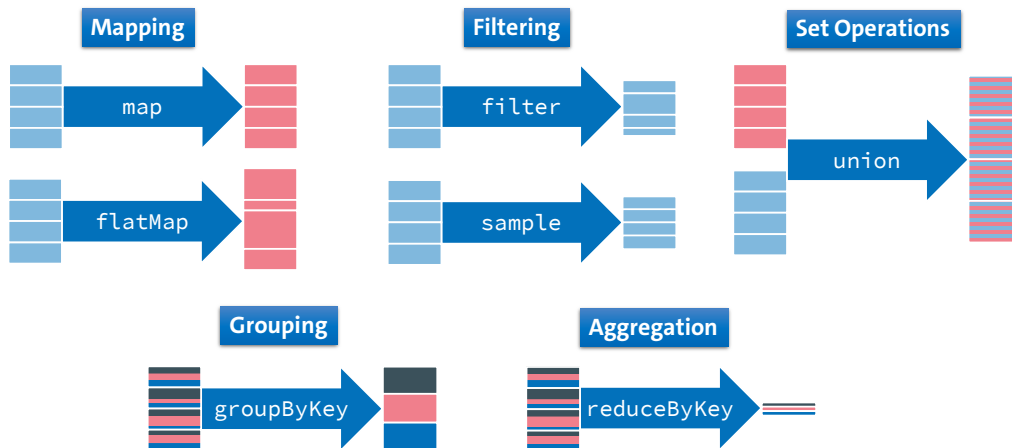 Mapping
Filtering
Set Operations
map
filter
union
flatMap
sample
Grouping
Aggregation
groupByKey
reduceByKey